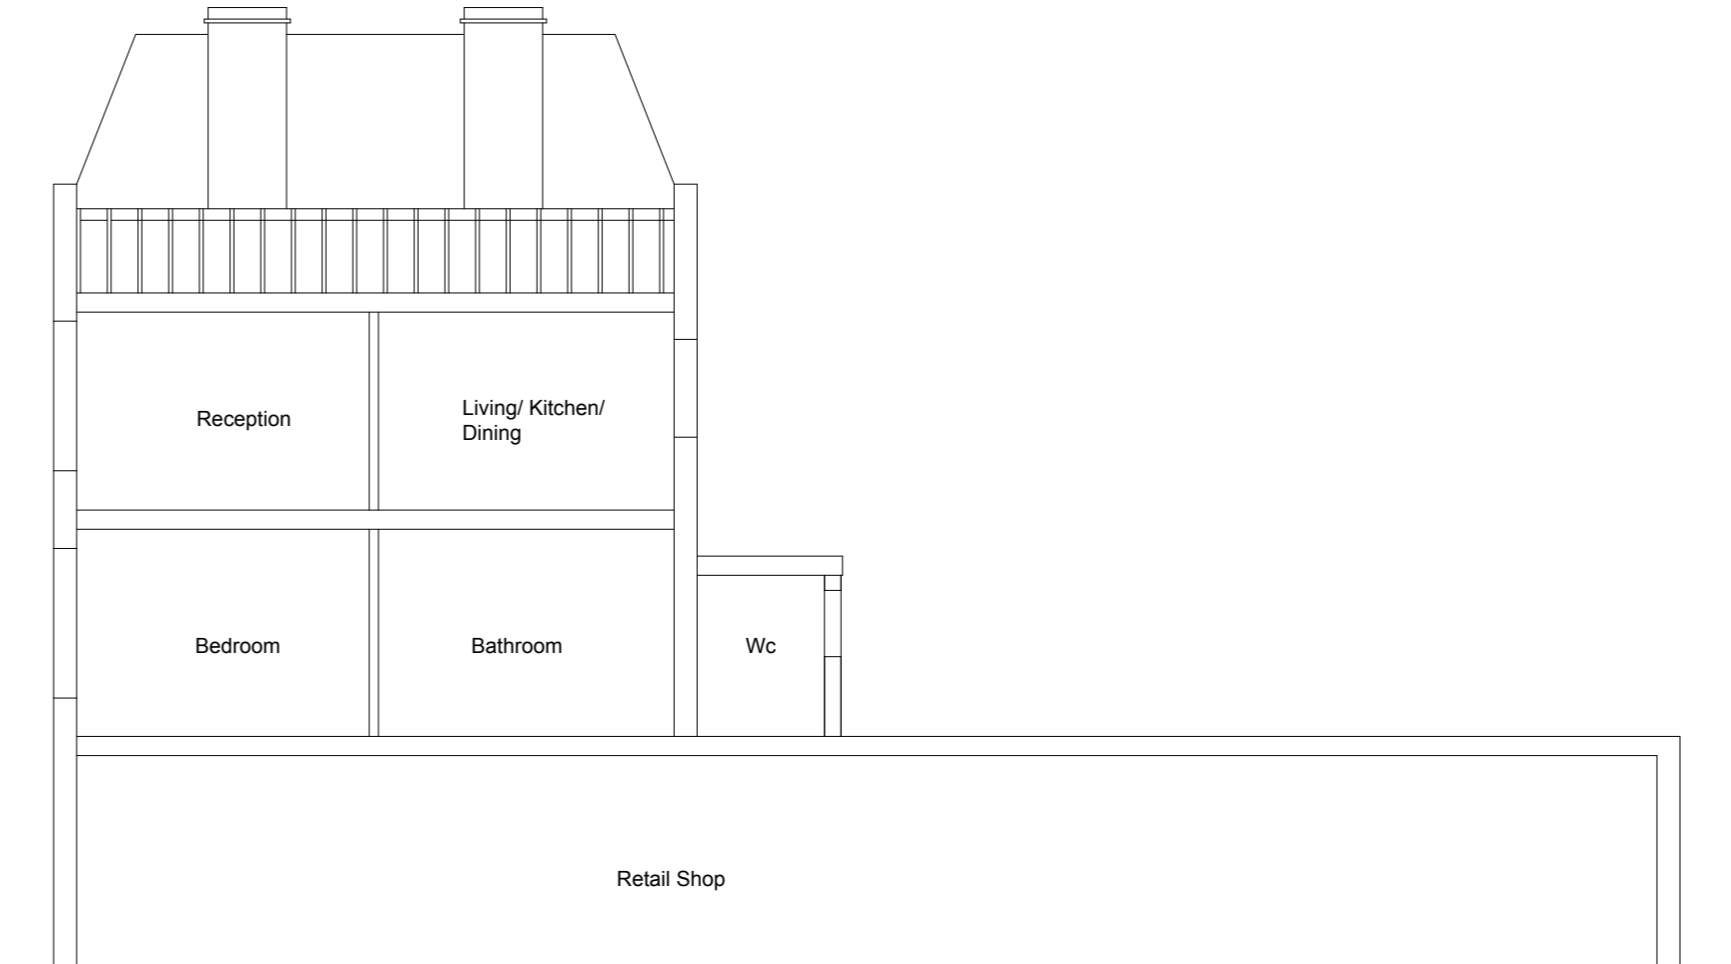 Reception
Living/ Kitchen/
Dining
Bedroom
Bathroom
Wc
Retail Shop